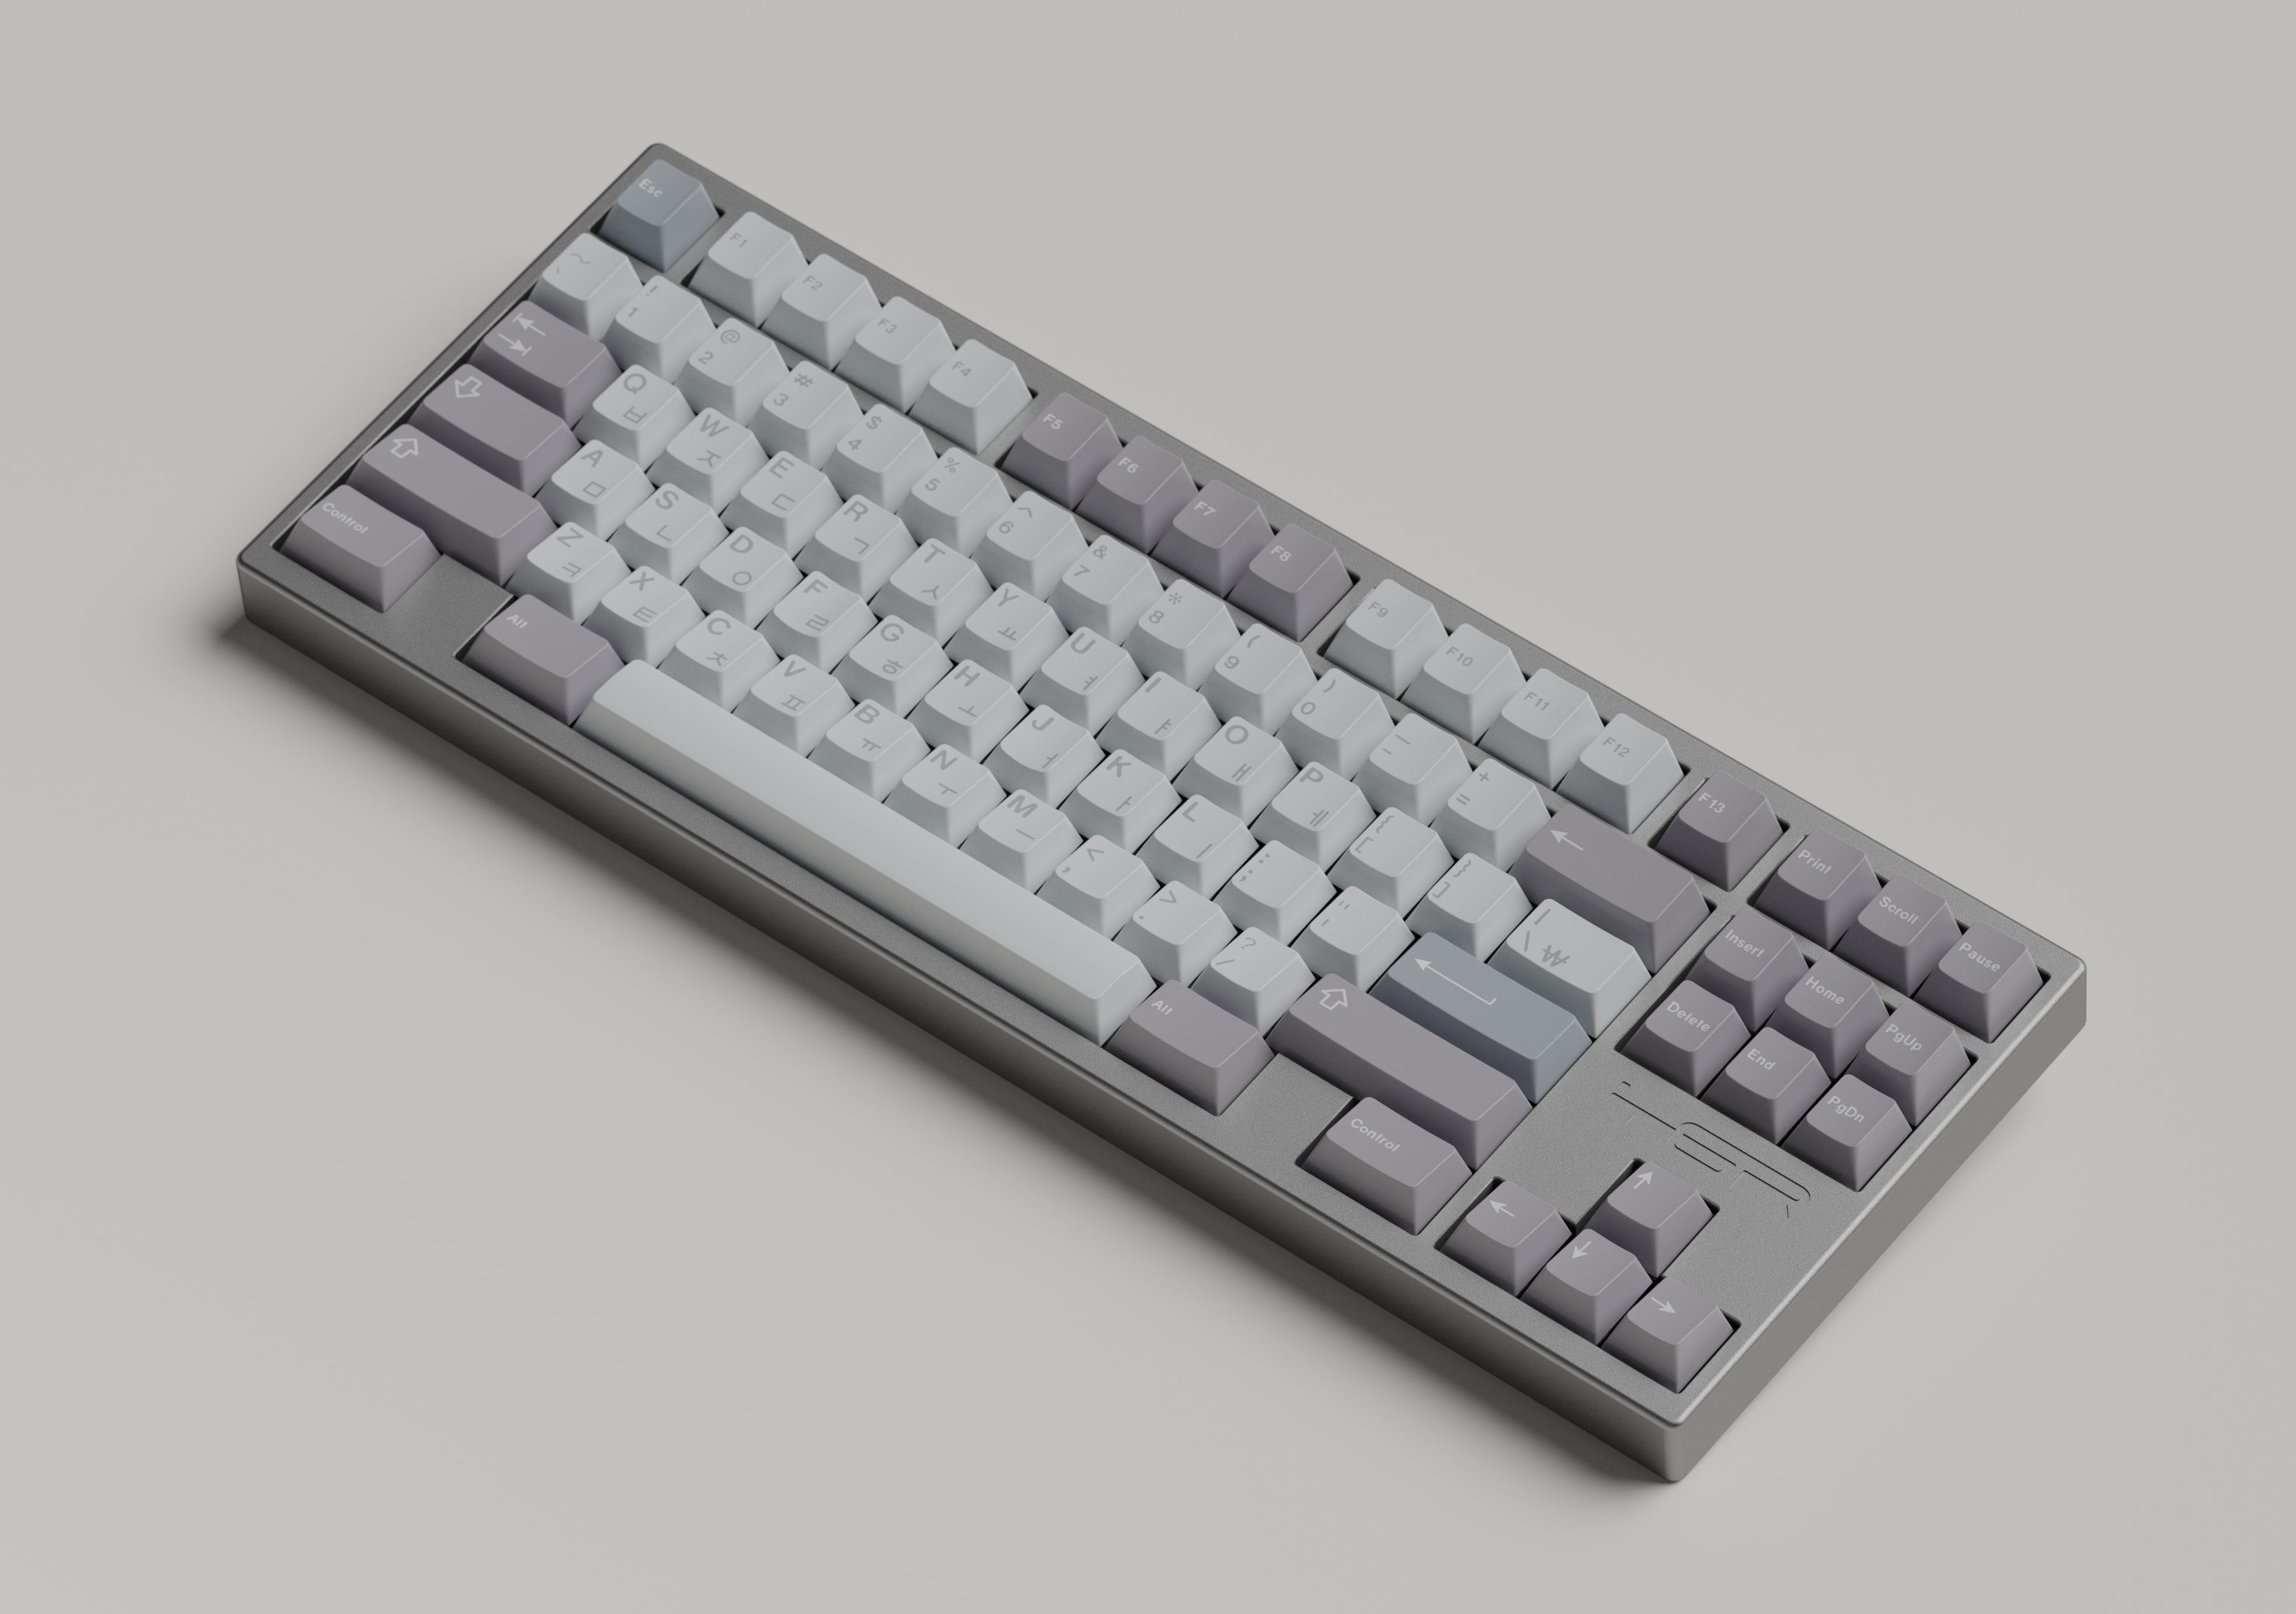 Esc F1 F2 F3 F4 F5 F6 F7 F8 F9 F10 F11 F12 F13 Print Scroll Pause
~ ` ! 1 @ 2 # 3 $ 4 % 5 ^ 6 & 7 * 8 ( 9 ) 0 _ - + = ← Insert Home PgUp
Q ㅂ W ㅈ E ㄷ R ㄱ T ㅅ Y ㅛ U ㅕ I ㅑ O ㅐ P ㅔ { [ } ] | \ ₩ Delete End PgDn
A ㅁ S ㄴ D ㅇ F ㄹ G ㅎ H ㅗ J ㅓ K ㅏ L ㅣ : ; " '
Z ㅋ X ㅌ C ㅊ V ㅍ B ㅠ N ㅜ M ㅡ < , > . ? / ↑
Control Alt Alt Control ← ↓ →